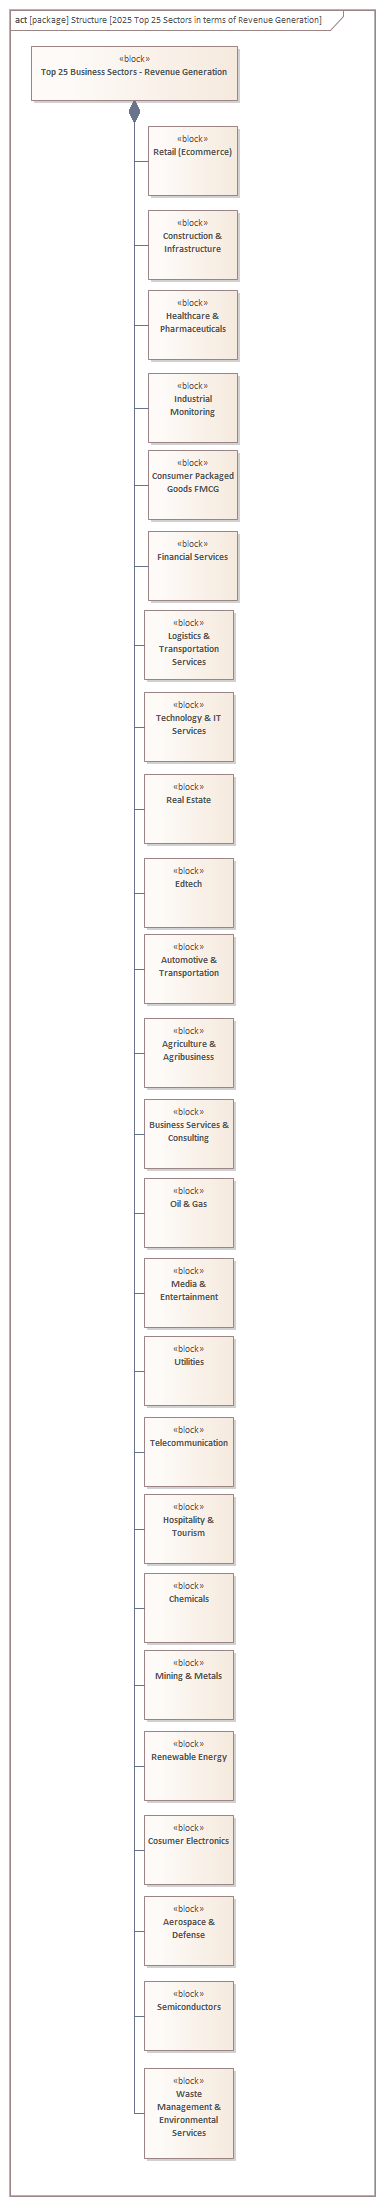 act [package] Structure [2025 Top 25 Sectors in terms of Revenue Generation]
«block»
Top 25 Business Sectors - Revenue Generation
«block»
Retail (Ecommerce)
«block»
Construction &
Infrastructure
«block»
Healthcare &
Pharmaceuticals
«block»
Industrial
Monitoring
«block»
Consumer Packaged
Goods FMCG
«block»
Financial Services
«block»
Logistics &
Transportation
Services
«block»
Technology & IT
Services
«block»
Real Estate
«block»
Edtech
«block»
Automotive &
Transportation
«block»
Agriculture &
Agribusiness
«block»
Business Services &
Consulting
«block»
Oil & Gas
«block»
Media &
Entertainment
«block»
Utilities
«block»
Telecommunication
«block»
Hospitality &
Tourism
«block»
Chemicals
«block»
Mining & Metals
«block»
Renewable Energy
«block»
Cosumer Electronics
«block»
Aerospace &
Defense
«block»
Semiconductors
«block»
Waste
Management &
Environmental
Services